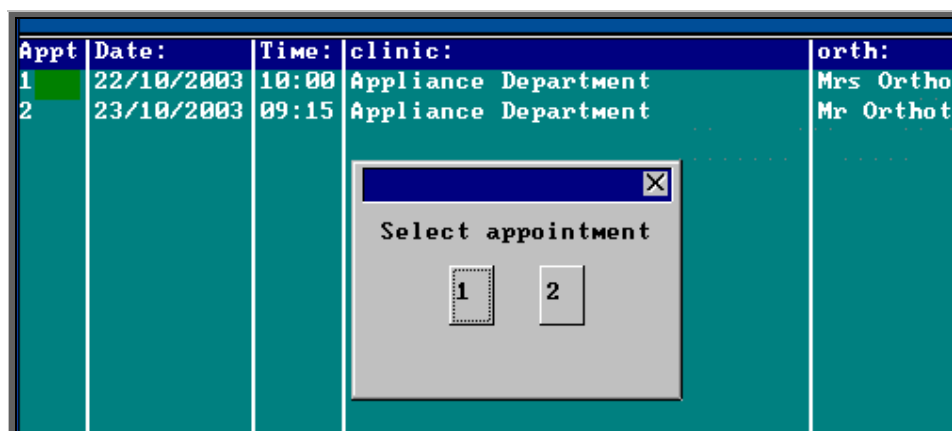 Appt Date: Time: clinic: orth:
1 22/10/2003 10:00 Appliance Department Mrs Ortho
2 23/10/2003 09:15 Appliance Department Mr Orthot
Select appointment
1 2